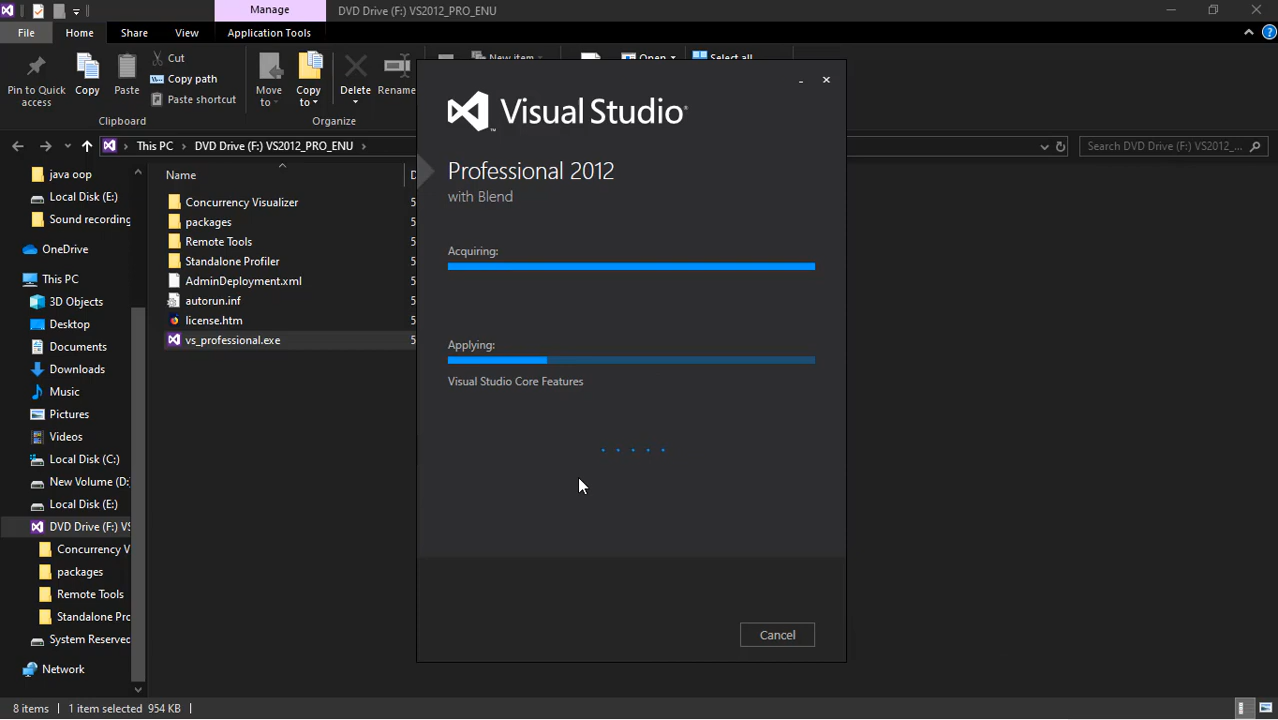 Manage
DVD Drive (F:) VS2012_PRO_ENU
File
Home
Share
View
Application Tools
Pin to Quick access
Copy
Paste
Cut
Copy path
Paste shortcut
Clipboard
Move to
Copy to
Delete
Rename
Organize
New item
Open
Select all
This PC
DVD Drive (F:) VS2012_PRO_ENU
Search DVD Drive (F:) VS2012_...
java oop
Local Disk (E:)
Sound recording
OneDrive
This PC
3D Objects
Desktop
Documents
Downloads
Music
Pictures
Videos
Local Disk (C:)
New Volume (D:)
Local Disk (E:)
DVD Drive (F:) VS
Concurrency V
packages
Remote Tools
Standalone Pro
System Reserved
Network
Name
Concurrency Visualizer
packages
Remote Tools
Standalone Profiler
AdminDeployment.xml
autorun.inf
license.htm
vs_professional.exe
Visual Studio®
™
Professional 2012
with Blend
Acquiring:
Applying:
Visual Studio Core Features
Cancel
8 items
1 item selected 954 KB